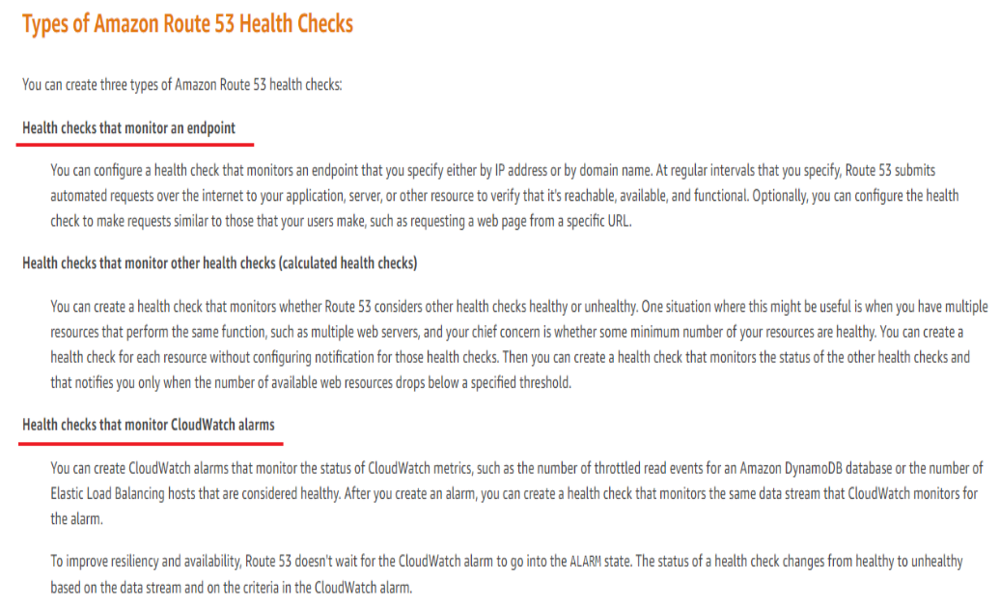 Types of Amazon Route 53 Health Checks
You can create three types of Amazon Route 53 health checks:
Health checks that monitor an endpoint
You can configure a health check that monitors an endpoint that you specify either by IP address or by domain name. At regular intervals that you specify, Route 53 submits
automated requests over the internet to your application, server, or other resource to verify that it's reachable, available, and functional. Optionally, you can configure the health
check to make requests similar to those that your users make, such as requesting a web page from a specific URL.
Health checks that monitor other health checks (calculated health checks)
You can create a health check that monitors whether Route 53 considers other health checks healthy or unhealthy. One situation where this might be useful is when you have multiple
resources that perform the same function, such as multiple web servers, and your chief concern is whether some minimum number of your resources are healthy. You can create a
health check for each resource without configuring notification for those health checks. Then you can create a health check that monitors the status of the other health checks and
that notifies you only when the number of available web resources drops below a specified threshold.
Health checks that monitor CloudWatch alarms
You can create CloudWatch alarms that monitor the status of CloudWatch metrics, such as the number of throttled read events for an Amazon DynamoDB database or the number of
Elastic Load Balancing hosts that are considered healthy. After you create an alarm, you can create a health check that monitors the same data stream that CloudWatch monitors for
the alarm.
To improve resiliency and availability, Route 53 doesn't wait for the CloudWatch alarm to go into the ALARM state. The status of a health check changes from healthy to unhealthy
based on the data stream and on the criteria in the CloudWatch alarm.